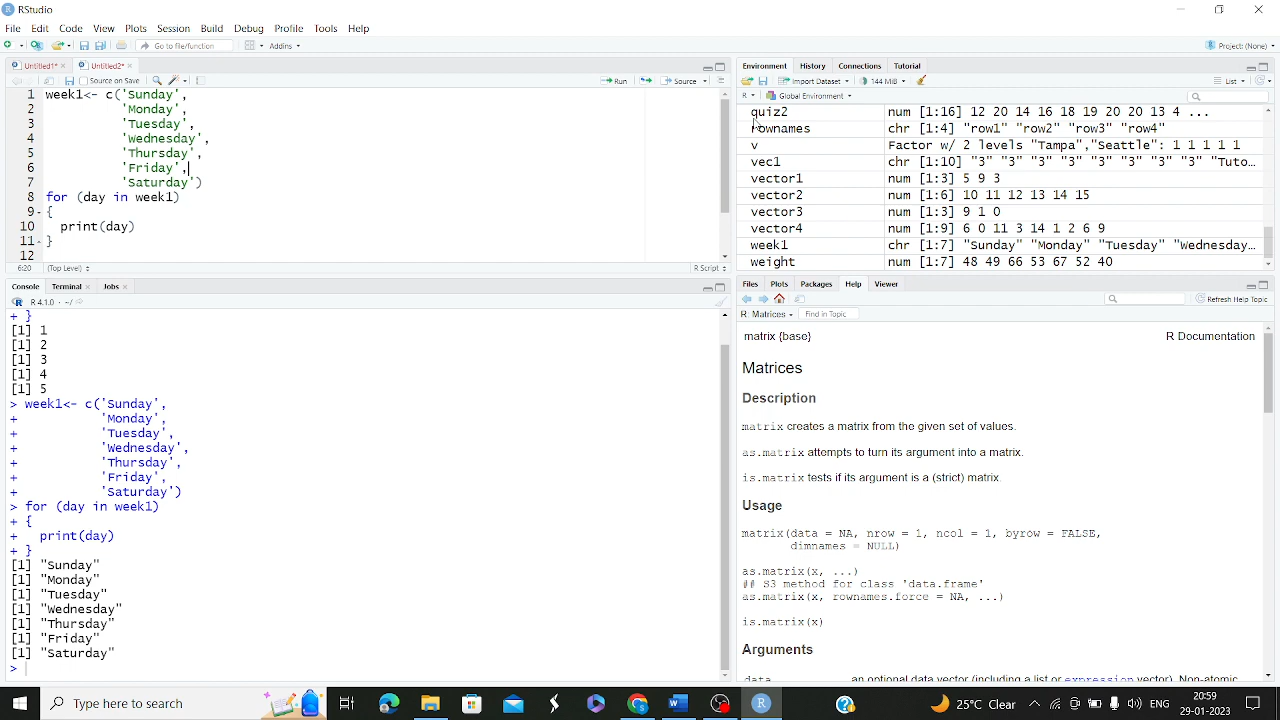 RStudio
File Edit Code View Plots Session Build Debug Profile Tools Help
Go to file/function Addins Project: (None)
Untitled1* Untitled2*
Source on Save Run Source
1 week1<- c('Sunday',
2 'Monday',
3 'Tuesday',
4 'Wednesday',
5 'Thursday',
6 'Friday',
7 'Saturday')
8 for (day in week1)
9 {
10 print(day)
11 }
12
6:20 (Top Level) R Script
Console Terminal Jobs
R 4.1.0 · ~/
+ }
[1] 1
[1] 2
[1] 3
[1] 4
[1] 5
> week1<- c('Sunday',
+ 'Monday',
+ 'Tuesday',
+ 'Wednesday',
+ 'Thursday',
+ 'Friday',
+ 'Saturday')
> for (day in week1)
+ {
+ print(day)
+ }
[1] "Sunday"
[1] "Monday"
[1] "Tuesday"
[1] "Wednesday"
[1] "Thursday"
[1] "Friday"
[1] "Saturday"
>
Environment History Connections Tutorial
Import Dataset 144 MiB List
R Global Environment
quiz2 num [1:16] 12 20 14 16 18 19 20 20 13 4 ...
rownames chr [1:4] "row1" "row2" "row3" "row4"
v Factor w/ 2 levels "Tampa","Seattle": 1 1 1 1 1
vec1 chr [1:10] "3" "3" "3" "3" "3" "3" "3" "3" "3" "Tuto…
vector1 num [1:3] 5 9 3
vector2 num [1:6] 10 11 12 13 14 15
vector3 num [1:3] 9 1 0
vector4 num [1:9] 6 0 11 3 14 1 2 6 9
week1 chr [1:7] "Sunday" "Monday" "Tuesday" "Wednesday…
weight num [1:7] 48 49 66 53 67 52 40
Files Plots Packages Help Viewer
Refresh Help Topic
R: Matrices Find in Topic
matrix {base} R Documentation
Matrices
Description
matrix creates a matrix from the given set of values.
as.matrix attempts to turn its argument into a matrix.
is.matrix tests if its argument is a (strict) matrix.
Usage
matrix(data = NA, nrow = 1, ncol = 1, byrow = FALSE,
dimnames = NULL)
as.matrix(x, ...)
## S3 method for class 'data.frame'
as.matrix(x, rownames.force = NA, ...)
is.matrix(x)
Arguments
data an optional data vector (including a list or expression vector). Non-atomic
Type here to search
25°C Clear ENG 20:59
29-01-2023